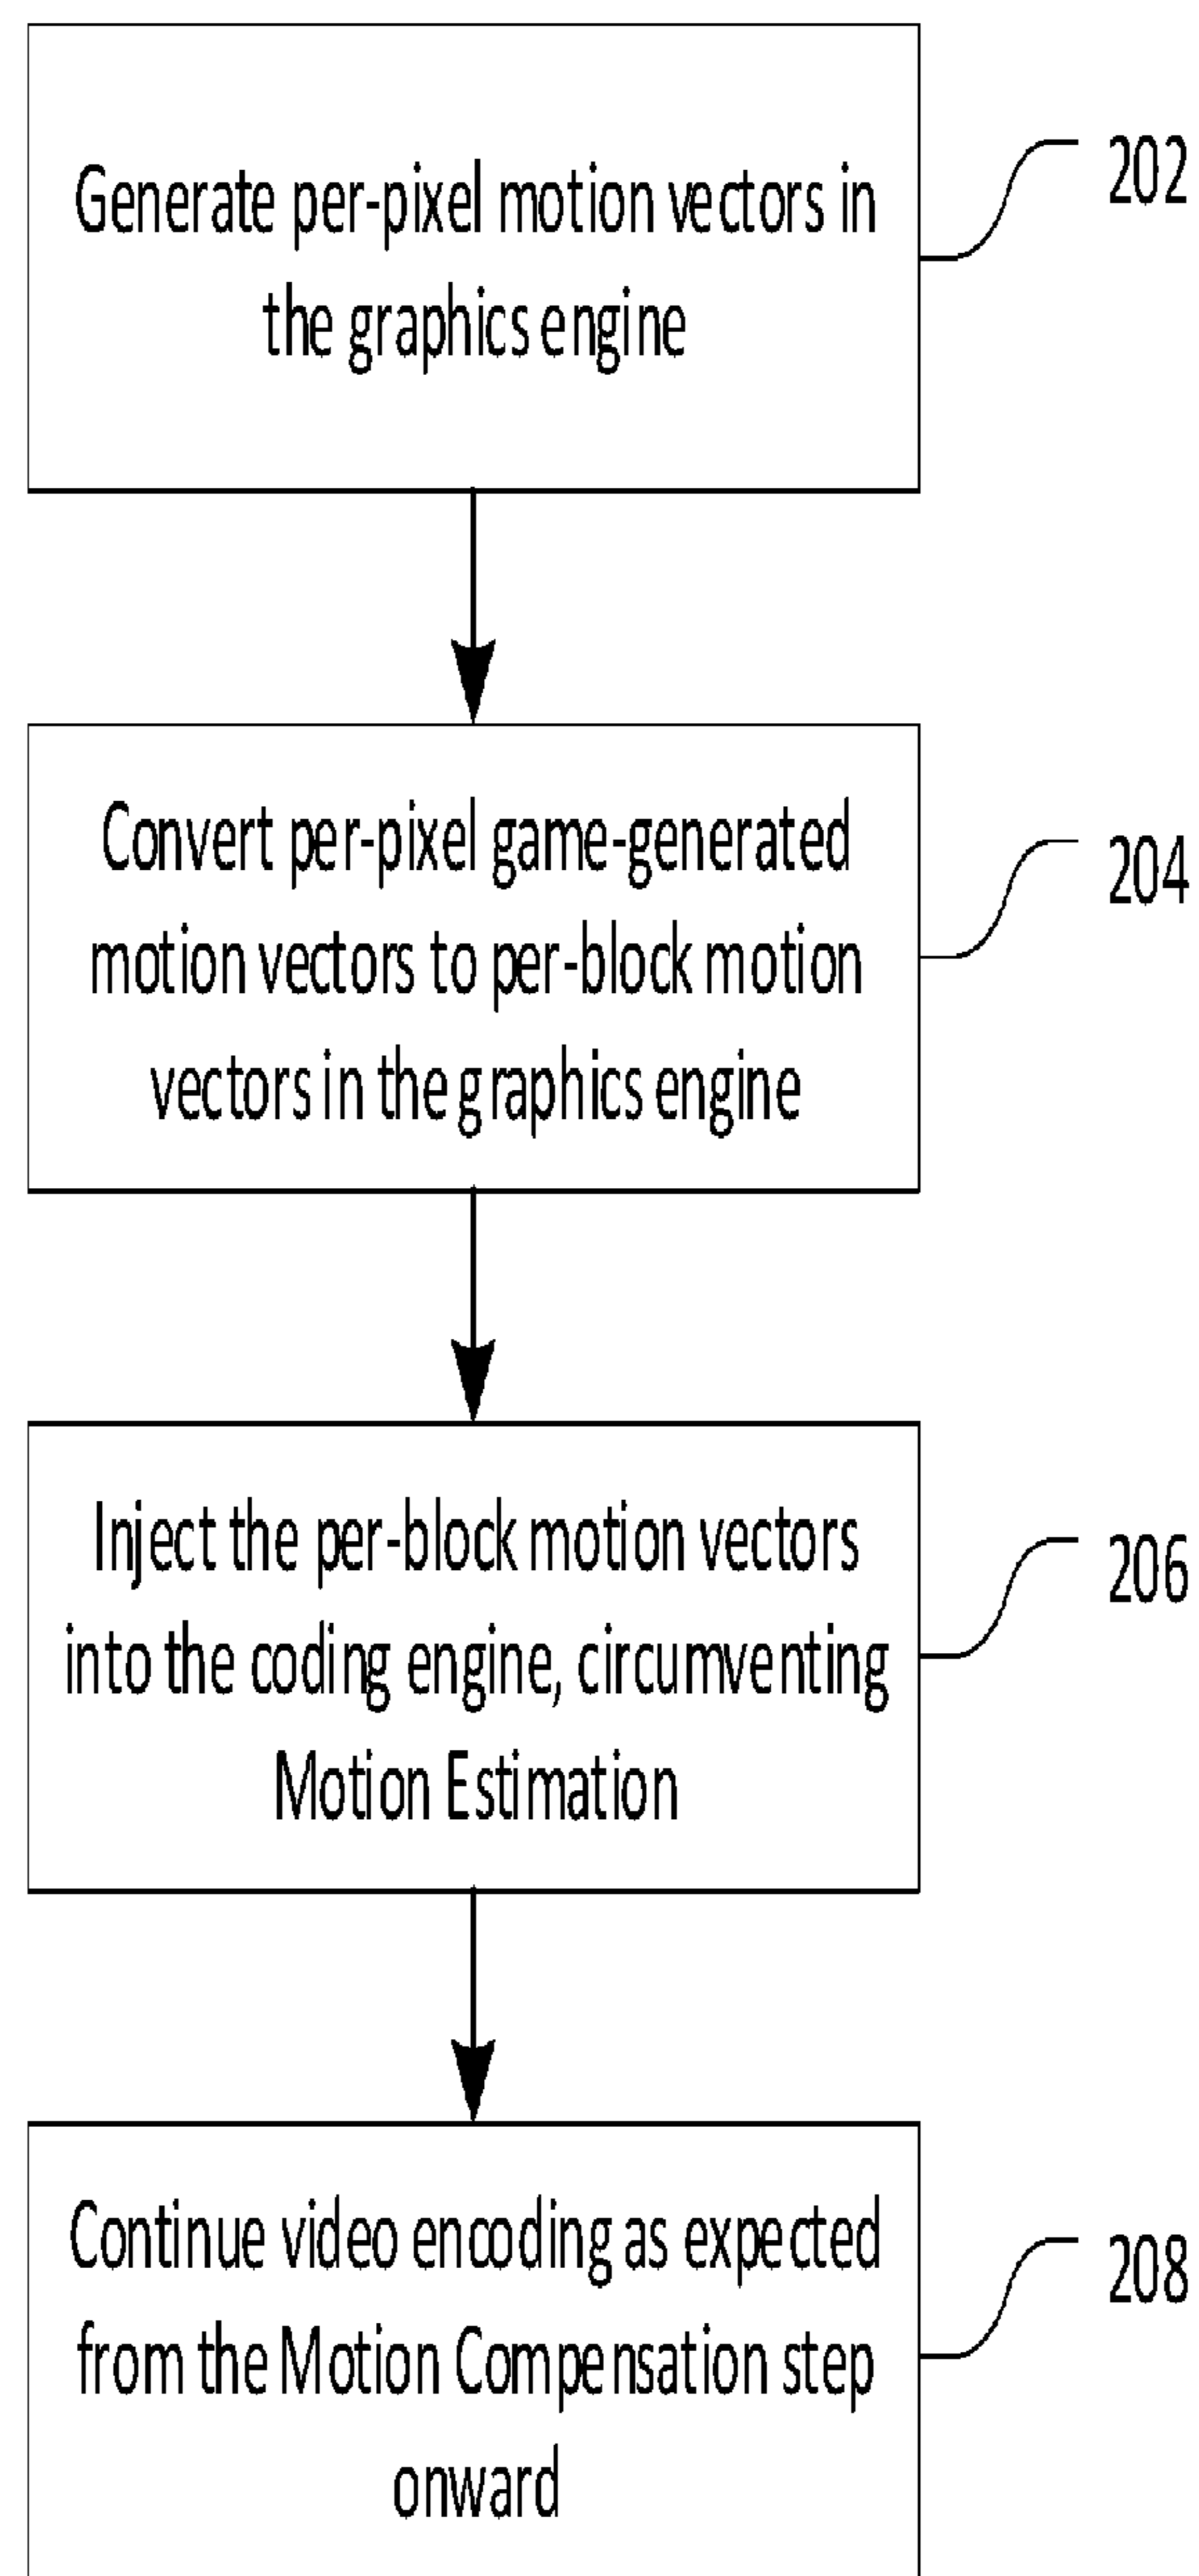 Generate per-pixel motion vectors in
the graphics engine
202
Convert per-pixel game-generated
motion vectors to per-block motion
vectors in the graphics engine
204
Inject the per-block motion vectors
into the coding engine, circumventing
Motion Estimation
206
Continue video encoding as expected
from the Motion Compensation step
onward
208